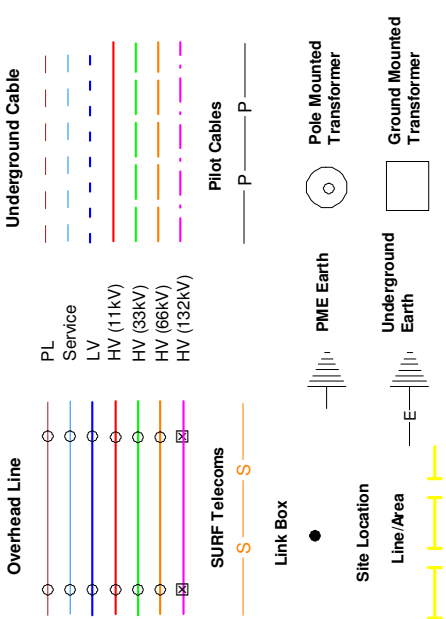 Overhead Line
Underground Cable
PL
Service
LV
HV (11kV)
HV (33kV)
HV (66kV)
HV (132kV)
SURF Telecoms
S
S
Pilot Cables
P
P
Link Box
PME Earth
Pole Mounted
Transformer
Site Location
Line/Area
E
Underground
Earth
Ground Mounted
Transformer